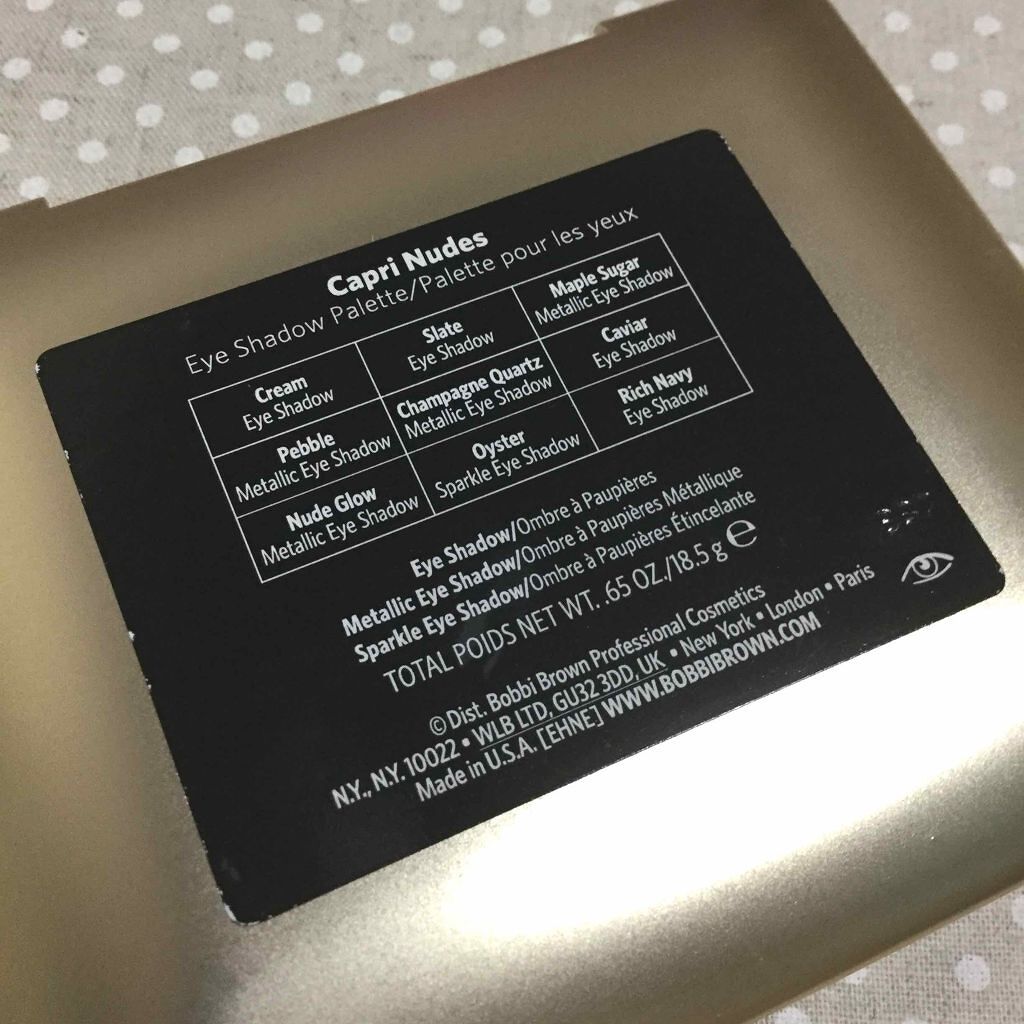 Capri Nudes
Eye Shadow Palette/Palette pour les yeux
Cream
Eye Shadow
Slate
Eye Shadow
Maple Sugar
Metallic Eye Shadow
Pebble
Metallic Eye Shadow
Champagne Quartz
Metallic Eye Shadow
Caviar
Eye Shadow
Nude Glow
Metallic Eye Shadow
Oyster
Sparkle Eye Shadow
Rich Navy
Eye Shadow
Eye Shadow/Ombre à Paupières
Metallic Eye Shadow/Ombre à Paupières Métallique
Sparkle Eye Shadow/Ombre à Paupières Étincelante
TOTAL POIDS NET WT. .65 OZ./18.5 g ℮
©Dist. Bobbi Brown Professional Cosmetics
N.Y., N.Y. 10022 • WLB LTD, GU32 3DD, UK • New York • London • Paris
Made in U.S.A. [EHNE] WWW.BOBBIBROWN.COM